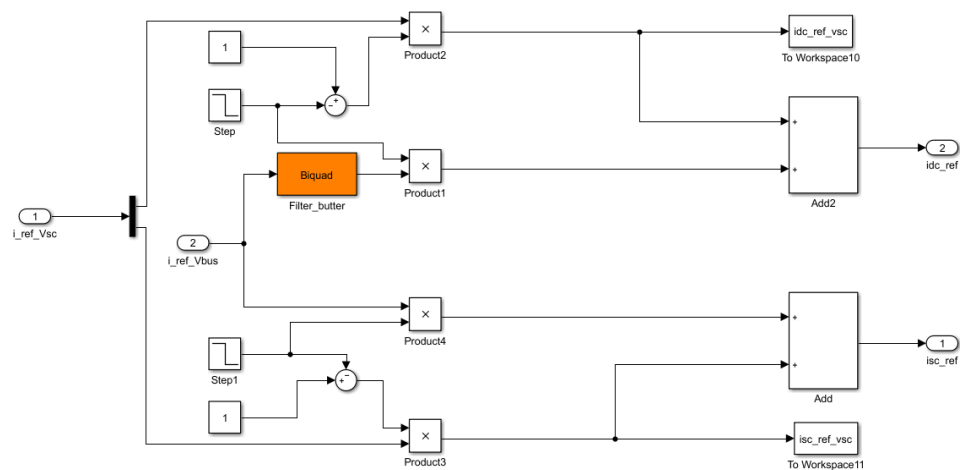 idc_ref_vsc
×
1
Product2
To Workspace10
+
−
Step
+
2
×
idc_ref
Biquad
+
Product1
Add2
Filter_butter
1
i_ref_Vsc
2
i_ref_Vbus
×
+
Product4
1
−
isc_ref
Step1
+
+
Add
1
×
isc_ref_vsc
Product3
To Workspace11